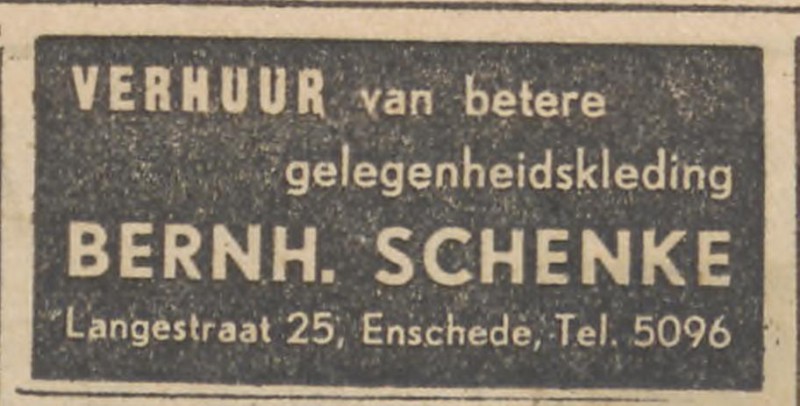 VERHUUR van betere
gelegenheidskleding
BERNH. SCHENKE
Langestraat 25, Enschede, Tel. 5096